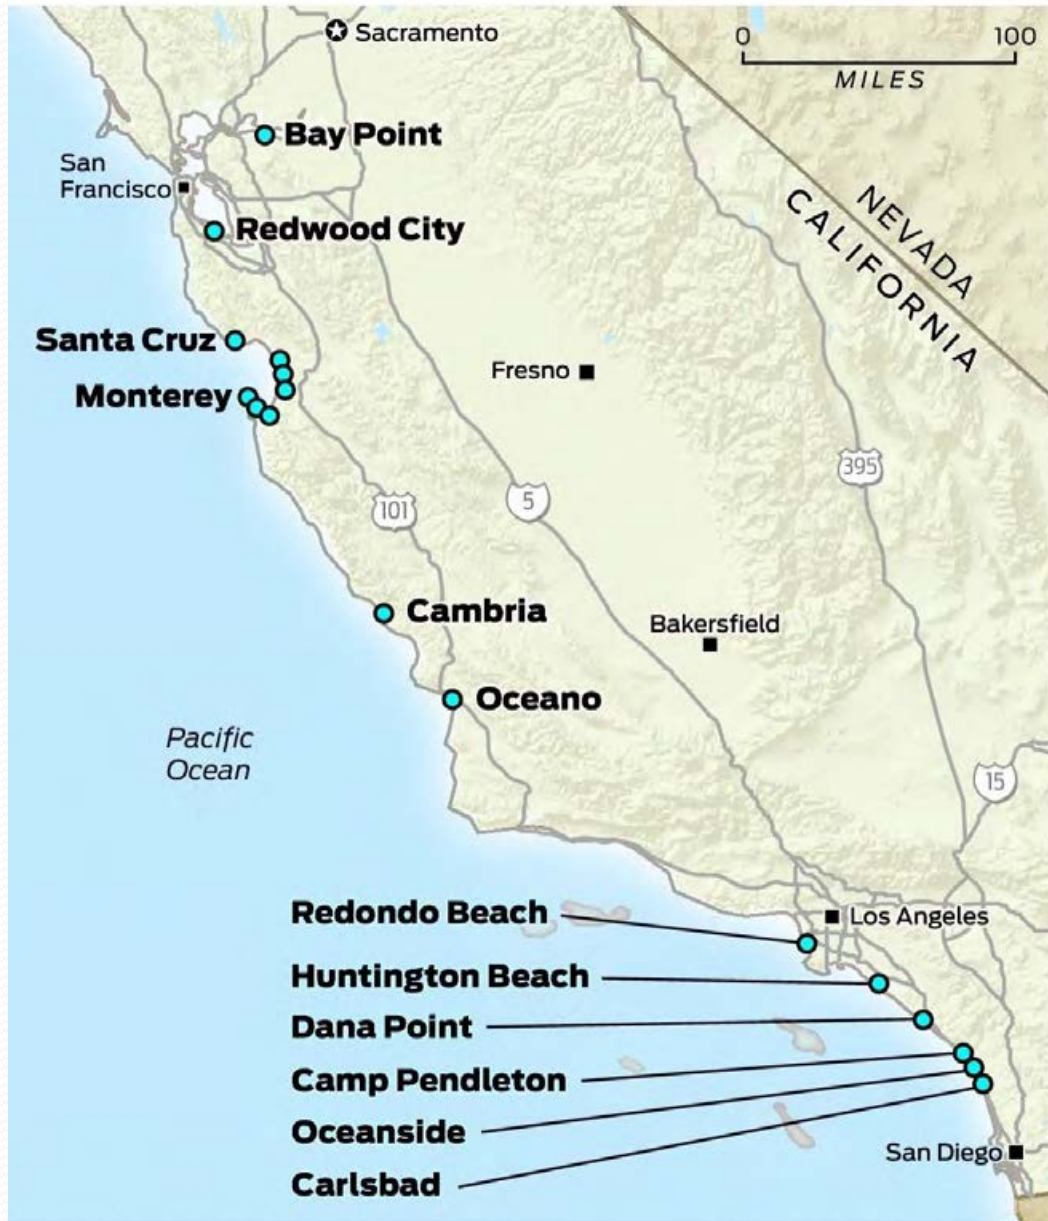 Sacramento
0 100
MILES
Bay Point
San
Francisco
NEVADA
CALIFORNIA
Redwood City
Santa Cruz
Fresno
Monterey
395
5
101
Cambria
Bakersfield
Oceano
Pacific
Ocean
15
Redondo Beach
Los Angeles
Huntington Beach
Dana Point
Camp Pendleton
Oceanside
San Diego
Carlsbad